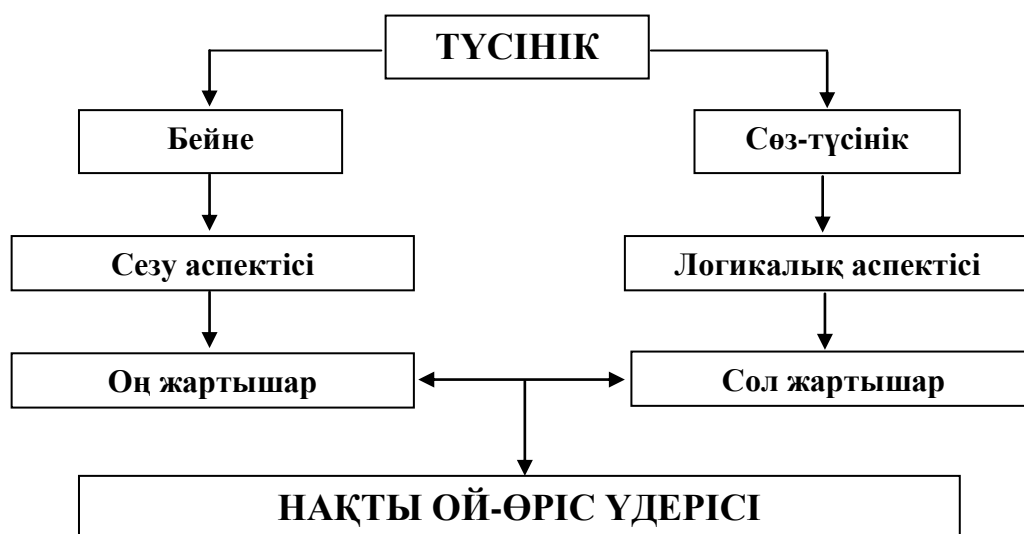 ТҮСІНІК
Бейне
Сөз-түсінік
Сезу аспектісі
Логикалық аспектісі
Оң жартышар
Сол жартышар
НАҚТЫ ОЙ-ӨРІС ҮДЕРІСІ